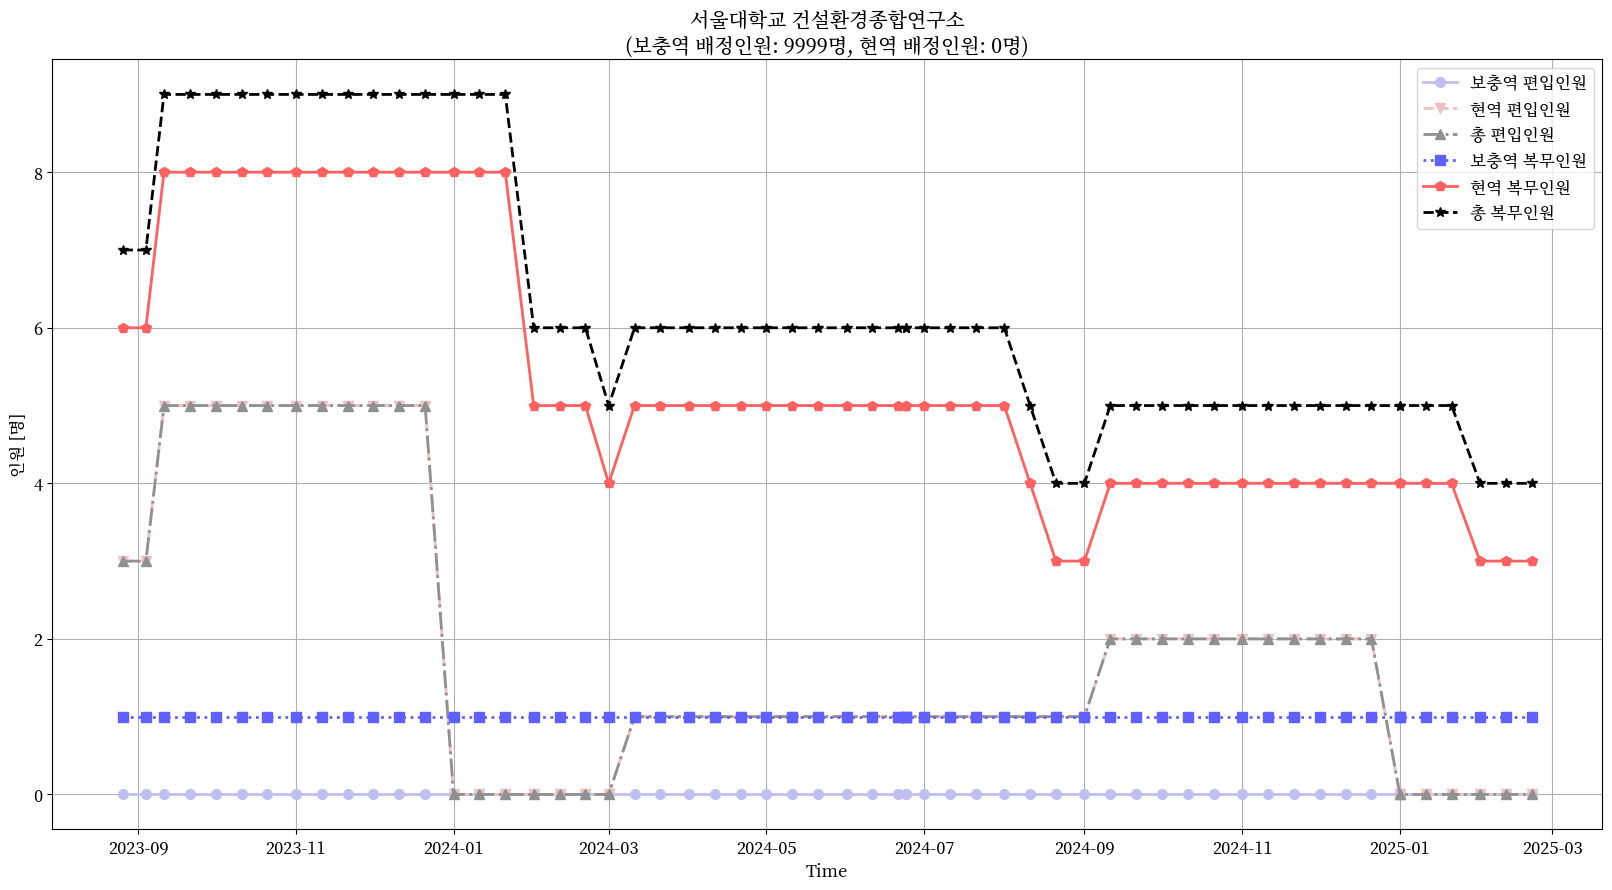 서울대학교 건설환경종합연구소
(보충역 배정인원: 9999명, 현역 배정인원: 0명)
보충역 편입인원
현역 편입인원
총 편입인원
보충역 복무인원
현역 복무인원
총 복무인원
인원 [명]
8
6
4
2
0
2023-09
2023-11
2024-01
2024-03
2024-05
2024-07
2024-09
2024-11
2025-01
2025-03
Time